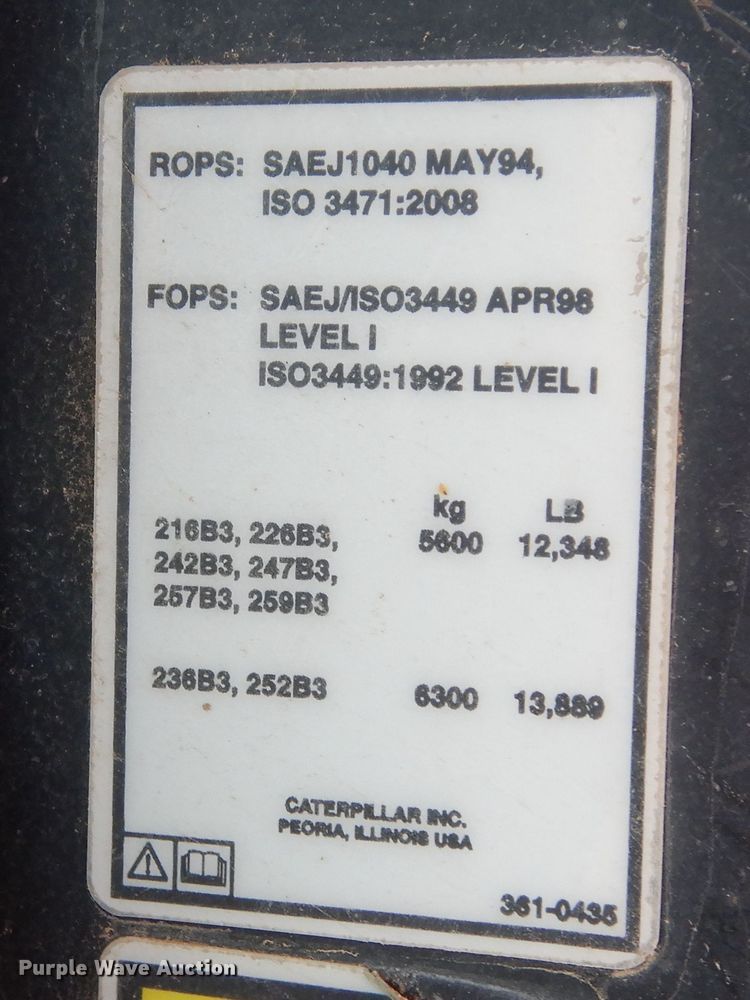 ROPS: SAEJ1040 MAY94,
ISO 3471:2008
FOPS: SAEJ/ISO3449 APR98
LEVEL I
ISO3449:1992 LEVEL I
kg LB
216B3, 226B3, 5600 12,348
242B3, 247B3,
257B3, 259B3
236B3, 252B3 6300 13,889
CATERPILLAR INC.
PEORIA, ILLINOIS USA
361-0435
Purple Wave Auction